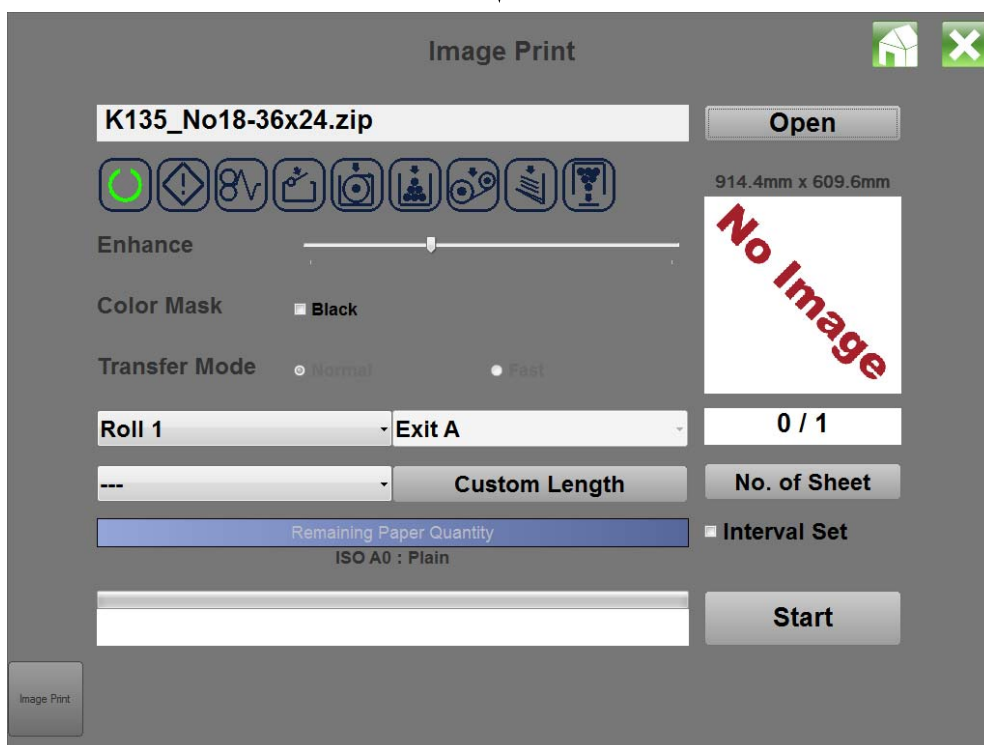 Image Print
K135_No18-36x24.zip
Open
914.4mm x 609.6mm
No Image
Enhance
Color Mask
Black
Transfer Mode
Normal
Fast
Roll 1
Exit A
0 / 1
---
Custom Length
No. of Sheet
Remaining Paper Quantity
Interval Set
ISO A0 : Plain
Start
Image Print